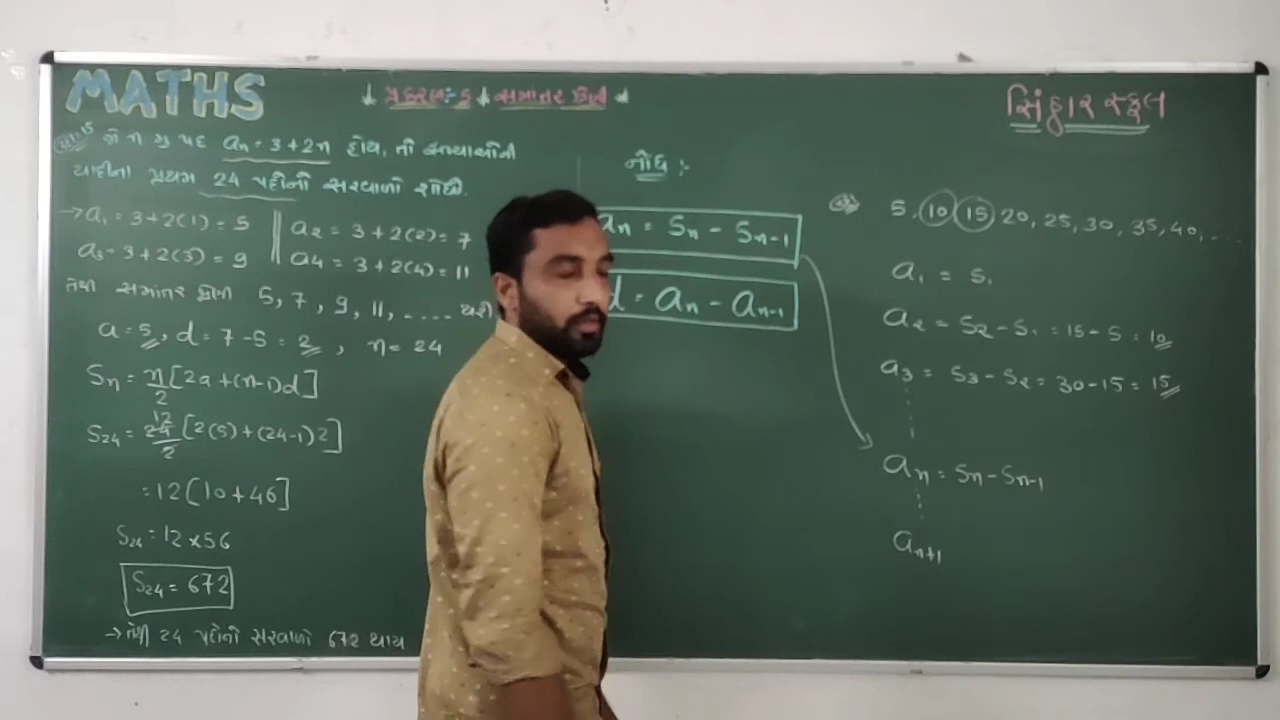 MATHS
પ્રકરણ:- 5 સમાંતર શ્રેણી
સિંહાર સ્કૂલ
દા:15 જેનું n મુ પદ an = 3+2n હોય, તો સંખ્યાઓની
યાદીના પ્રથમ 24 પદોનો સરવાળો શોધો.
→ a1 = 3+2(1) = 5
a2 = 3+2(2) = 7
a3 = 3+2(3) = 9
a4 = 3+2(4) = 11
તેથી સમાંતર શ્રેણી 5, 7, 9, 11, .... થશે
a = 5, d = 7-5 = 2, n = 24
Sn = n/2 [2a+(n-1)d]
S24 = 24/2 [2(5)+(24-1)2]
12
= 12[10+46]
S24 = 12×56
S24 = 672
→ તેથી 24 પદોનો સરવાળો 672 થાય
નોંધ :-
an = Sn - Sn-1
d = an - an-1
5, 10 15 20, 25, 30, 35, 40, ....
a1 = S1
a2 = S2-S1 = 15-5 = 10
a3 = S3-S2 = 30-15 = 15
an = Sn-Sn-1
an+1